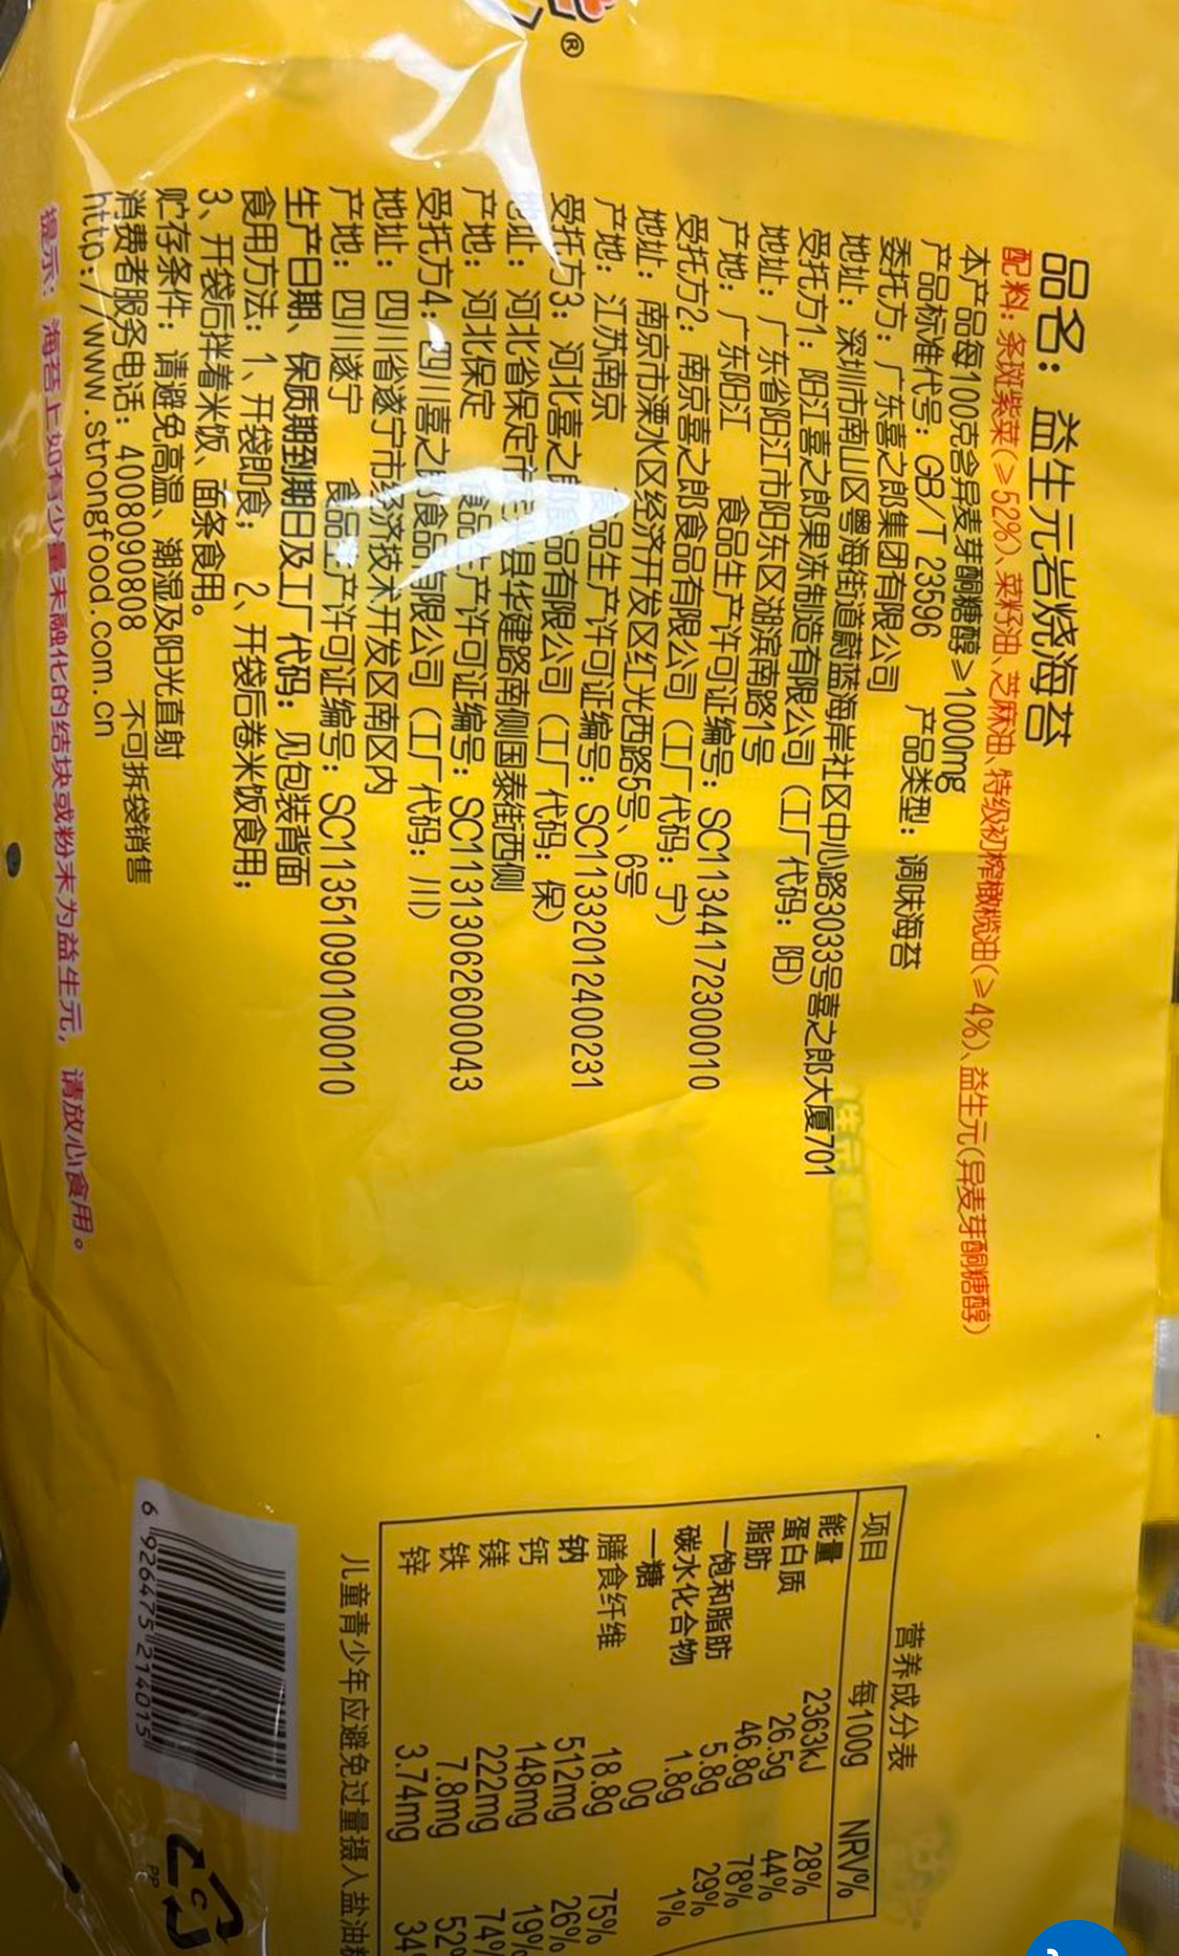 ®
品名：益生元岩烧海苔
配料：条斑紫菜(≥52%)、菜籽油、芝麻油、特级初榨橄榄油(≥4%)、益生元(异麦芽酮糖醇)
本产品每100克含异麦芽酮糖醇≥100mg
产品标准代号：GB/T 23596 产品类型：调味海苔
委托方：广东喜之郎集团有限公司
地址：深圳市南山区粤海街道蔚蓝海岸社区中心路3033号喜之郎大厦701
受托方1：阳江喜之郎果冻制造有限公司（工厂代码：阳）
地址：广东省阳江市阳东区湖滨南路1号
产地：广东阳江 食品生产许可证编号：SC11344172300010
受托方2：南京喜之郎食品有限公司（工厂代码：宁）
地址：南京市溧水区经济开发区红光西路5号、6号
产地：江苏南京 食品生产许可证编号：SC11332012400231
受托方3：河北喜之郎食品有限公司（工厂代码：保）
地址：河北省保定市 县华建路南侧国泰街西侧
产地：河北保定 食品生产许可证编号：SC11313062600043
受托方4：四川喜之郎食品有限公司（工厂代码：川）
地址：四川省遂宁市经济技术开发区南区内
产地：四川遂宁 食品生产许可证编号：SC11351090100010
生产日期、保质期到期日及工厂代码：见包装背面
食用方法：1、开袋即食；2、开袋后卷米饭食用；
3、开袋后拌着米饭、面条食用。
贮存条件：请避免高温、潮湿及阳光直射
消费者服务电话：4008090808 不可拆袋销售
http://www.strongfood.com.cn
提示：海苔上如有少量未融化的结块或粉末为益生元，请放心食用。
营养成分表
项目 每100g NRV%
能量 2363kJ 28%
蛋白质 26.5g 44%
脂肪 46.8g 78%
—饱和脂肪 5.8g 29%
碳水化合物 1.8g 1%
—糖 0g
膳食纤维 18.8g 75%
钠 512mg 26%
钙 148mg 19%
镁 222mg 74%
铁 7.8mg 52%
锌 3.74mg 34
儿童青少年应避免过量摄入盐油
6 926475 214015
C
PP